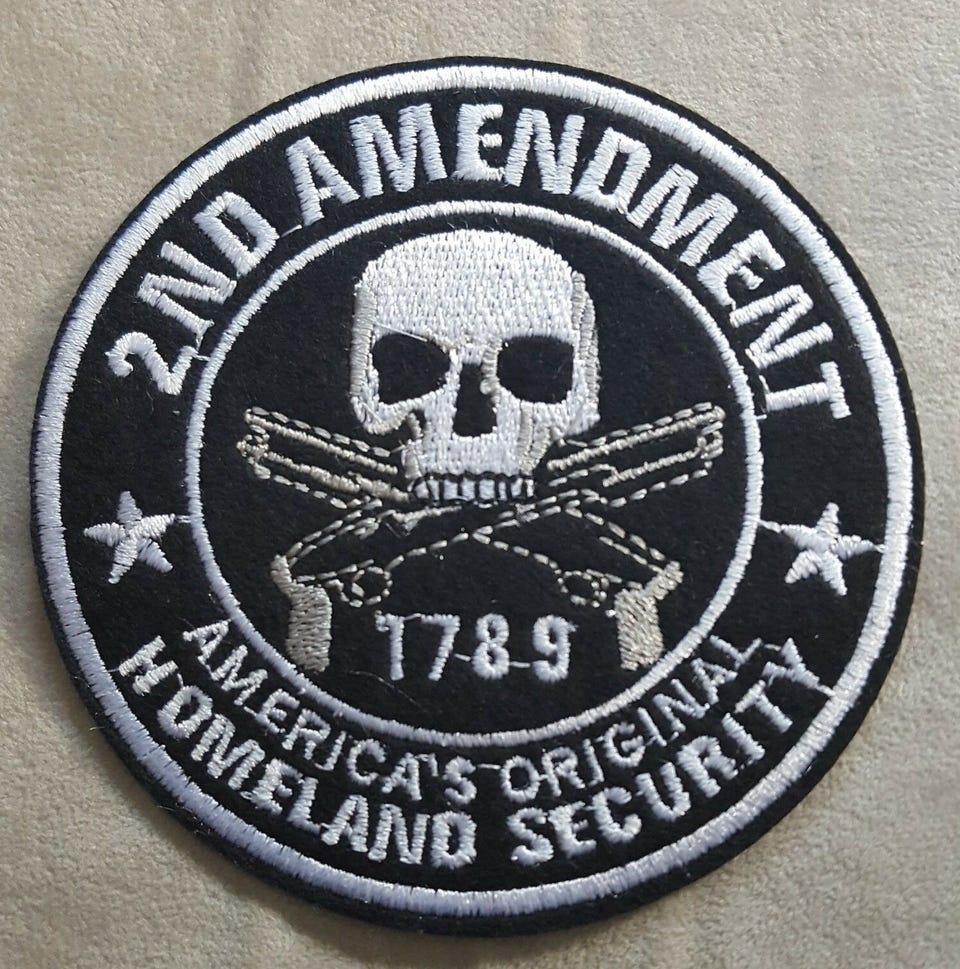 2ND AMENDMENT
1789
AMERICA'S ORIGINAL
HOMELAND SECURITY